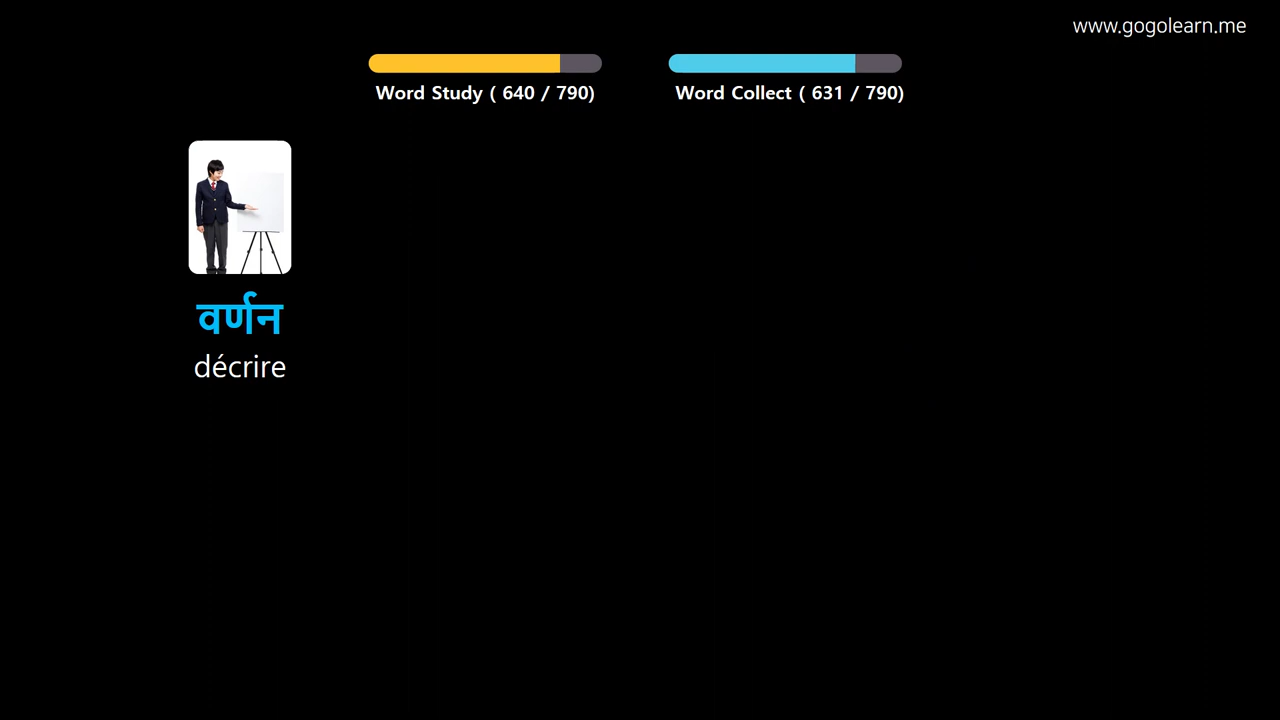 www.gogolearn.me
Word Study ( 640 / 790)
Word Collect ( 631 / 790)
वर्णन
décrire